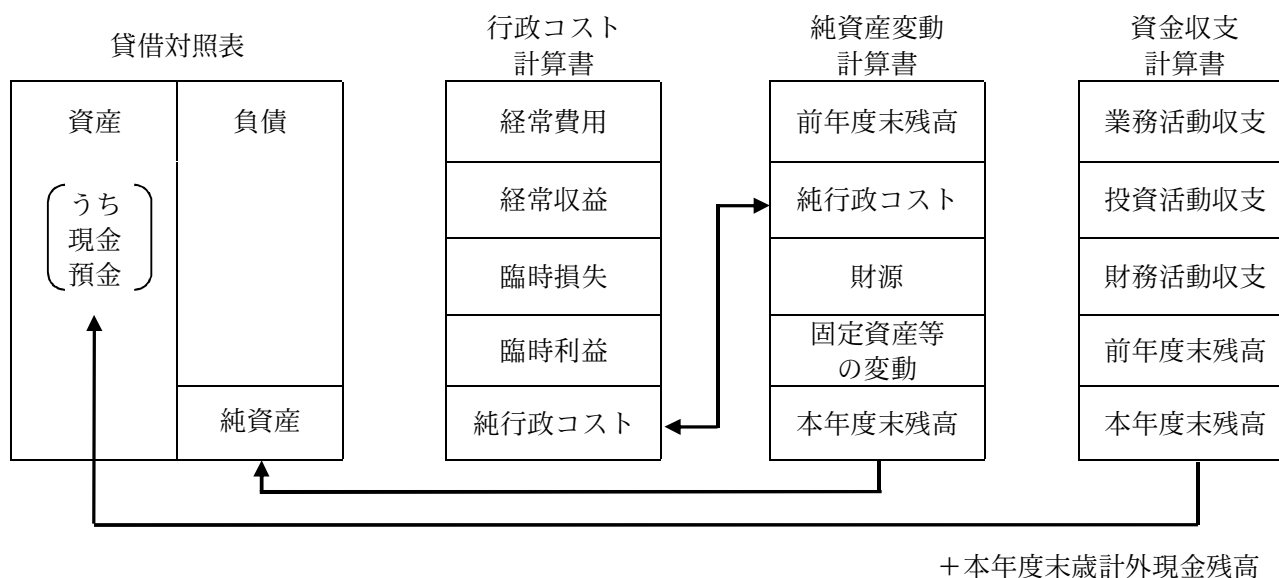 貸借対照表
資産
負債
うち
現金
預金
純資産
行政コスト
計算書
経常費用
経常収益
臨時損失
臨時利益
純行政コスト
純資産変動
計算書
前年度末残高
純行政コスト
財源
固定資産等
の変動
本年度末残高
資金収支
計算書
業務活動収支
投資活動収支
財務活動収支
前年度末残高
本年度末残高
＋本年度末歳計外現金残高